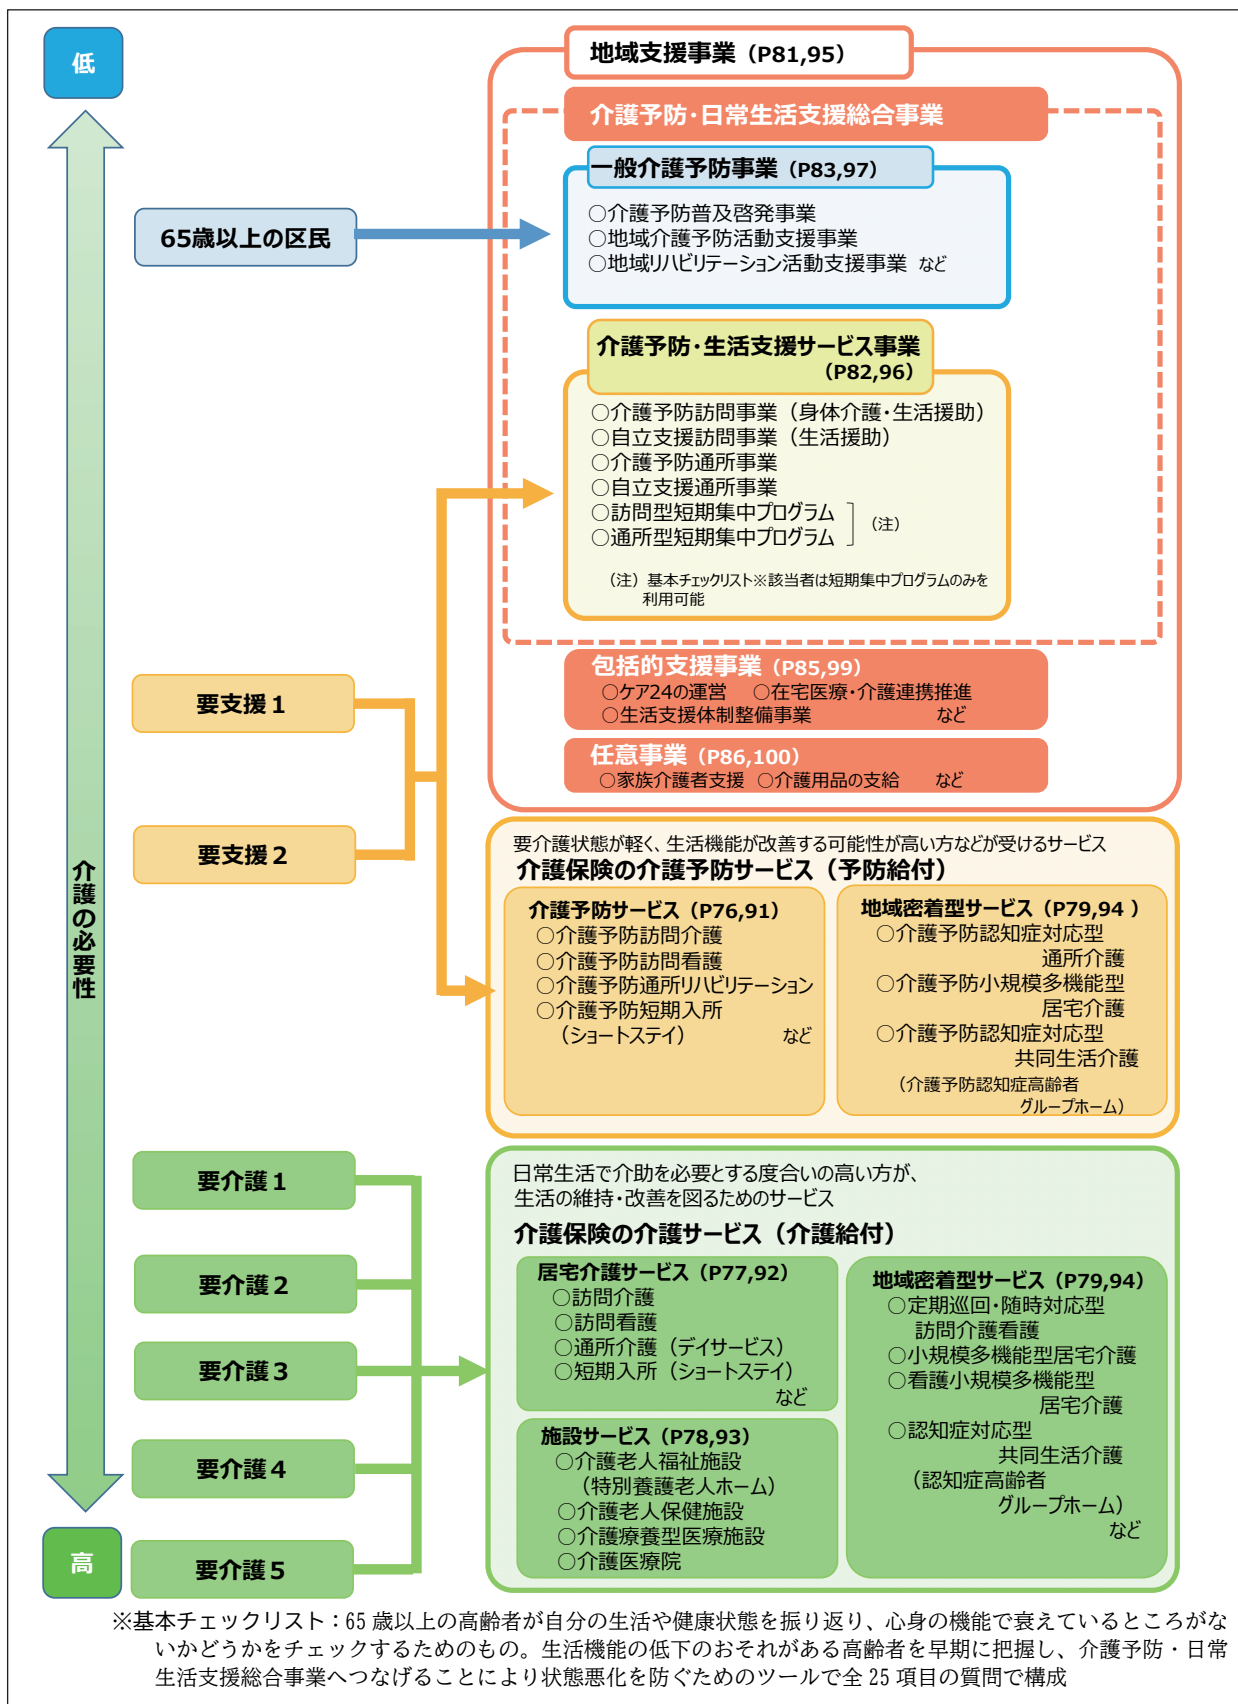 低
地域支援事業（P81,95）
介護予防・日常生活支援総合事業
一般介護予防事業（P83,97）
65歳以上の区民
○介護予防普及啓発事業
○地域介護予防活動支援事業
○地域リハビリテーション活動支援事業 など
介護予防・生活支援サービス事業
（P82,96）
○介護予防訪問事業（身体介護・生活援助）
○自立支援訪問事業（生活援助）
○介護予防通所事業
○自立支援通所事業
○訪問型短期集中プログラム
○通所型短期集中プログラム
（注）
（注）基本チェックリスト※該当者は短期集中プログラムのみを
利用可能
包括的支援事業（P85,99）
○ケア24の運営 ○在宅医療・介護連携推進
○生活支援体制整備事業 など
任意事業（P86,100）
○家族介護者支援 ○介護用品の支給 など
要支援１
要支援２
介護の必要性
要介護状態が軽く、生活機能が改善する可能性が高い方などが受けるサービス
介護保険の介護予防サービス（予防給付）
介護予防サービス（P76,91）
○介護予防訪問介護
○介護予防訪問看護
○介護予防通所リハビリテーション
○介護予防短期入所
（ショートステイ） など
地域密着型サービス（P79,94 ）
○介護予防認知症対応型
通所介護
○介護予防小規模多機能型
居宅介護
○介護予防認知症対応型
共同生活介護
（介護予防認知症高齢者
グループホーム）
要介護１
要介護２
要介護３
要介護４
要介護５
高
日常生活で介助を必要とする度合いの高い方が、
生活の維持・改善を図るためのサービス
介護保険の介護サービス（介護給付）
居宅介護サービス（P77,92）
○訪問介護
○訪問看護
○通所介護（デイサービス）
○短期入所（ショートステイ）
など
施設サービス（P78,93）
○介護老人福祉施設
（特別養護老人ホーム）
○介護老人保健施設
○介護療養型医療施設
○介護医療院
地域密着型サービス（P79,94）
○定期巡回・随時対応型
訪問介護看護
○小規模多機能型居宅介護
○看護小規模多機能型
居宅介護
○認知症対応型
共同生活介護
（認知症高齢者
グループホーム）
など
※基本チェックリスト：65 歳以上の高齢者が自分の生活や健康状態を振り返り、心身の機能で衰えているところがな
いかどうかをチェックするためのもの。生活機能の低下のおそれがある高齢者を早期に把握し、介護予防・日常
生活支援総合事業へつなげることにより状態悪化を防ぐためのツールで全 25 項目の質問で構成